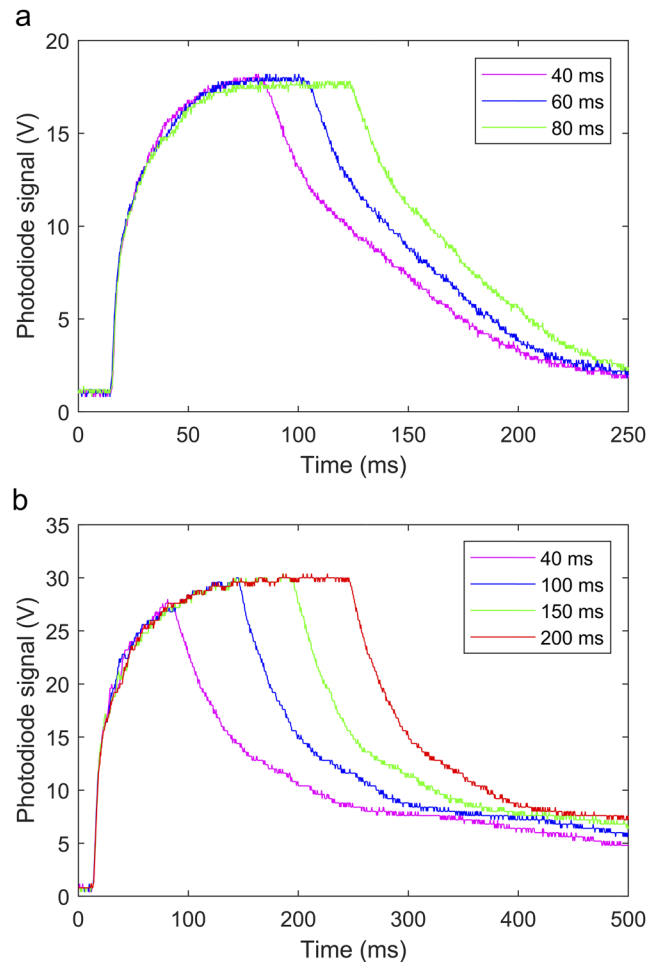 a
20
15
10
5
0
Photodiode signal (V)
40 ms
60 ms
80 ms
0 50 100 150 200 250
Time (ms)
b
35
30
25
20
15
10
5
0
Photodiode signal (V)
40 ms
100 ms
150 ms
200 ms
0 100 200 300 400 500
Time (ms)